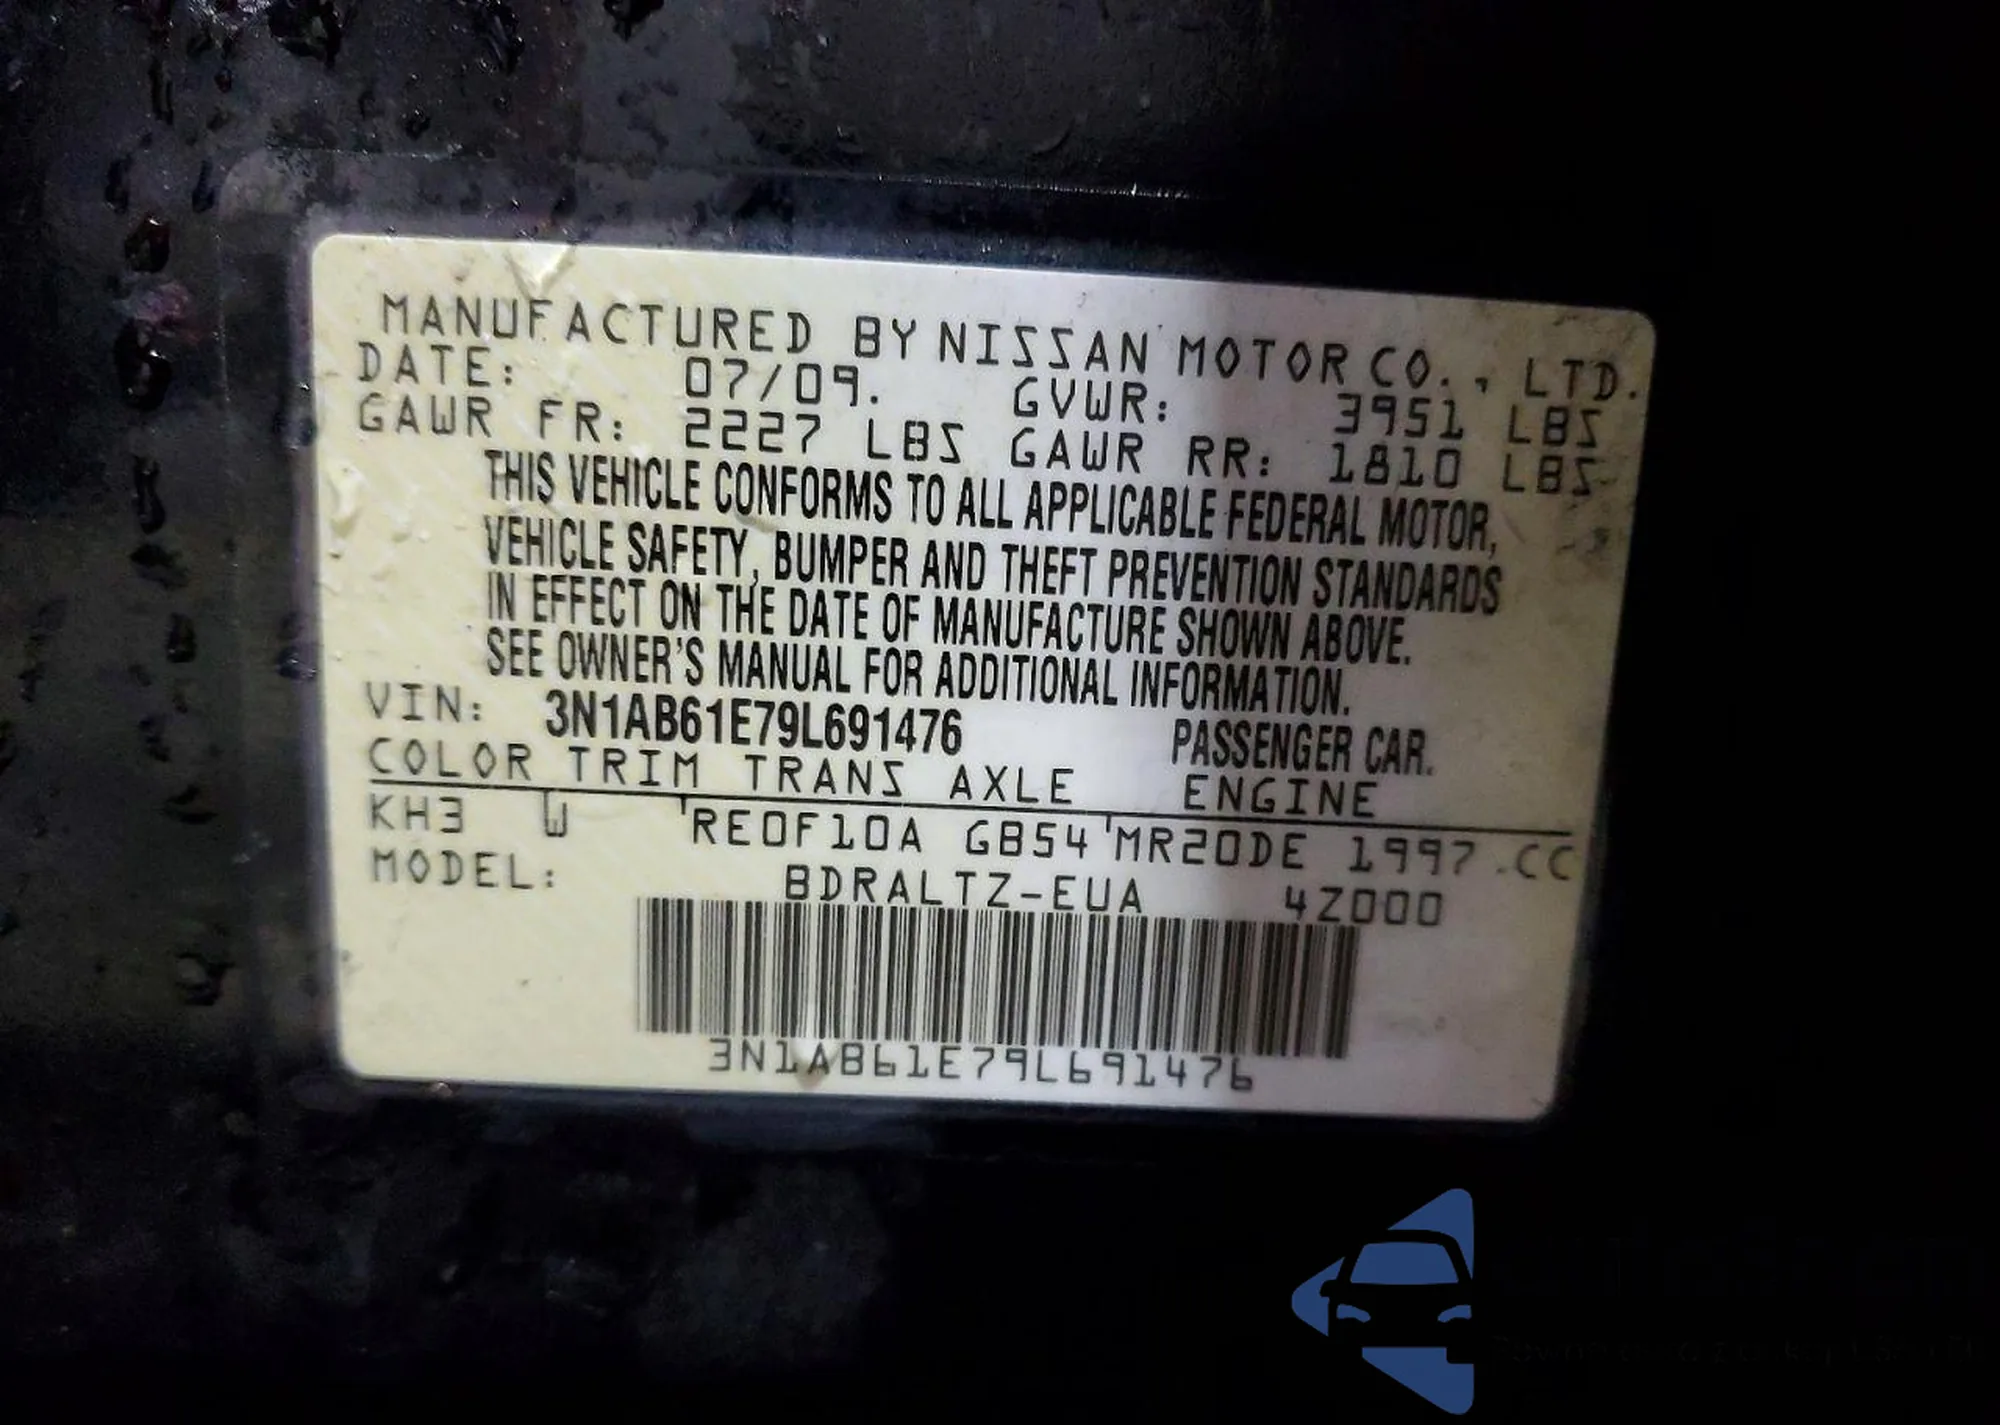 MANUFACTURED BY NISSAN MOTOR CO., LTD.
DATE: 07/09. GVWR: 3951 LBS
GAWR FR: 2227 LBS GAWR RR: 1810 LBS
THIS VEHICLE CONFORMS TO ALL APPLICABLE FEDERAL MOTOR,
VEHICLE SAFETY, BUMPER AND THEFT PREVENTION STANDARDS
IN EFFECT ON THE DATE OF MANUFACTURE SHOWN ABOVE.
SEE OWNER'S MANUAL FOR ADDITIONAL INFORMATION.
VIN: 3N1AB61E79L691476 PASSENGER CAR.
COLOR TRIM TRANS AXLE ENGINE
KH3 W 'RE0F10A GB54'MR20DE 1997.CC
MODEL: BDRALTZ-EUA 4Z000
3N1AB61E79L691476